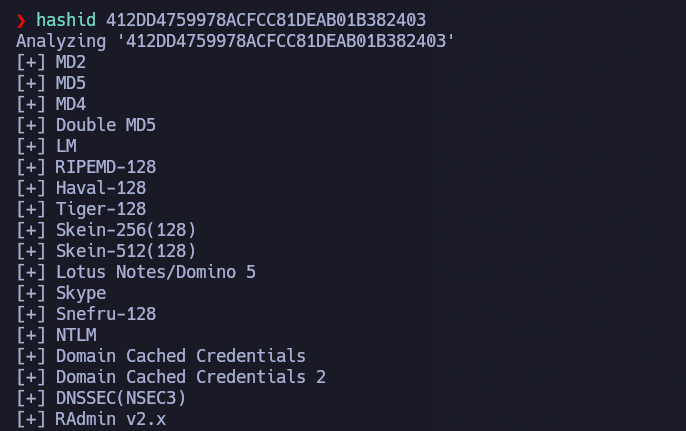 ❯ hashid 412DD4759978ACFCC81DEAB01B382403
Analyzing '412DD4759978ACFCC81DEAB01B382403'
[+] MD2
[+] MD5
[+] MD4
[+] Double MD5
[+] LM
[+] RIPEMD-128
[+] Haval-128
[+] Tiger-128
[+] Skein-256(128)
[+] Skein-512(128)
[+] Lotus Notes/Domino 5
[+] Skype
[+] Snefru-128
[+] NTLM
[+] Domain Cached Credentials
[+] Domain Cached Credentials 2
[+] DNSSEC(NSEC3)
[+] RAdmin v2.x